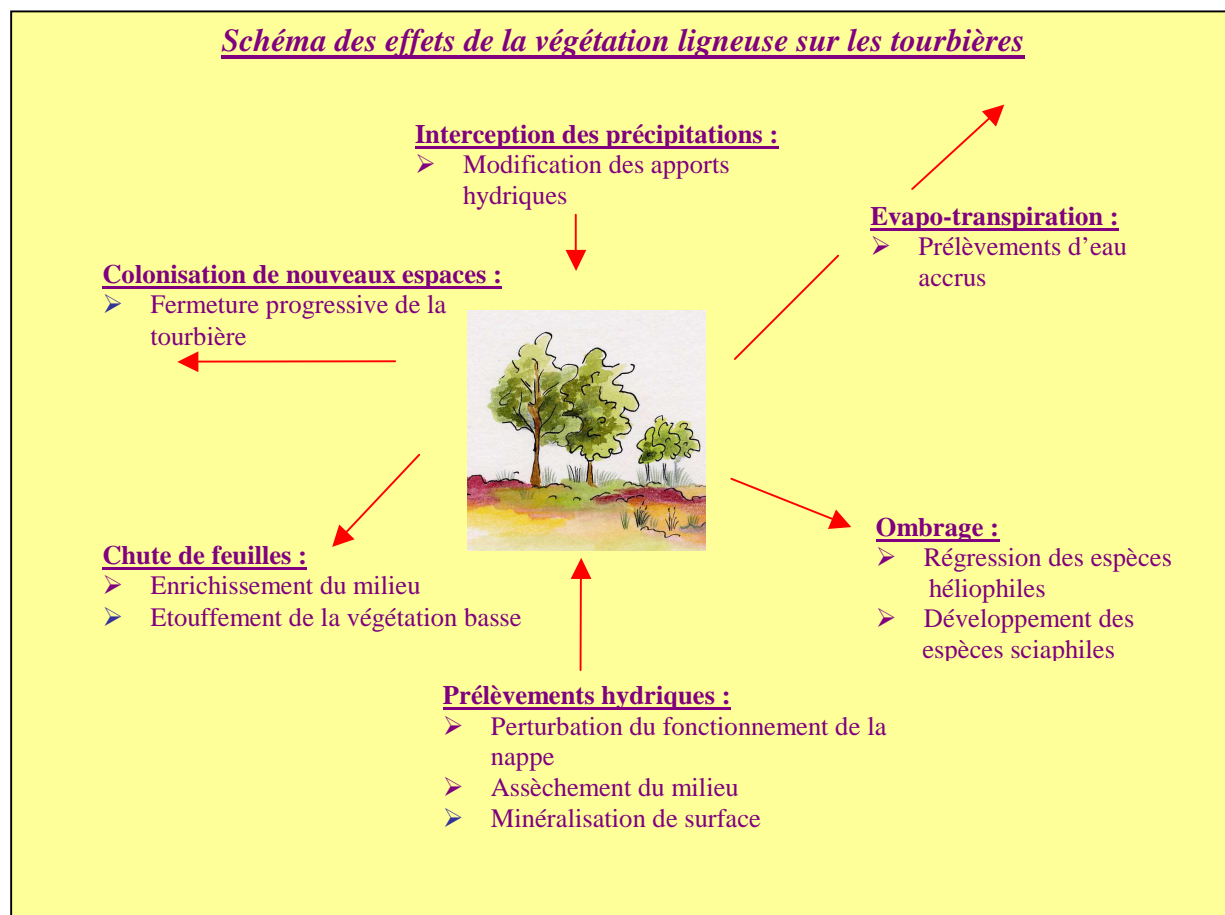 Schéma des effets de la végétation ligneuse sur les tourbières
Interception des précipitations :
➢ Modification des apports
hydriques
Evapo-transpiration :
➢ Prélèvements d'eau
accrus
Colonisation de nouveaux espaces :
➢ Fermeture progressive de la
tourbière
Chute de feuilles :
➢ Enrichissement du milieu
➢ Etouffement de la végétation basse
Ombrage :
➢ Régression des espèces
héliophiles
➢ Développement des
espèces sciaphiles
Prélèvements hydriques :
➢ Perturbation du fonctionnement de la
nappe
➢ Assèchement du milieu
➢ Minéralisation de surface